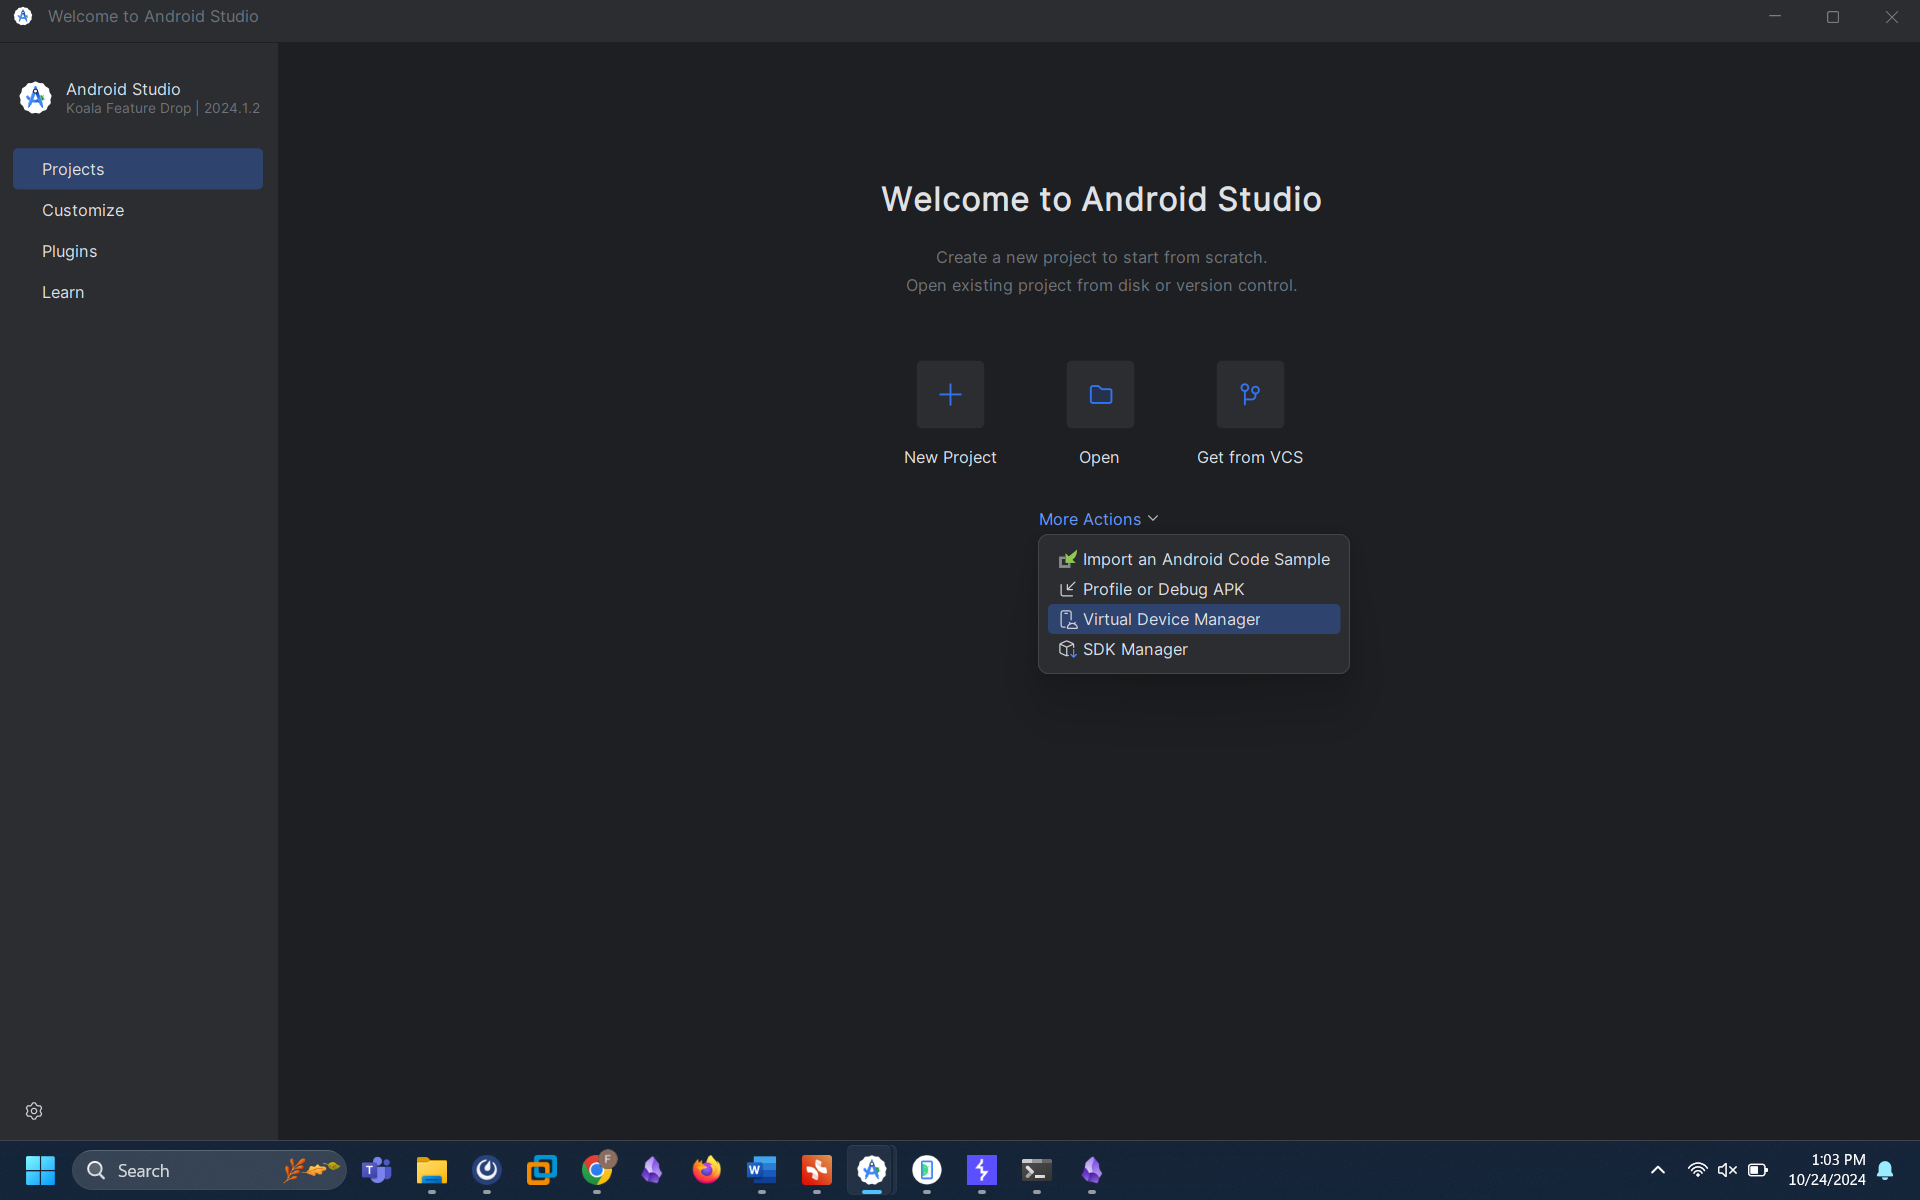 Welcome to Android Studio
Android Studio
Koala Feature Drop | 2024.1.2
Projects
Customize
Plugins
Learn
Welcome to Android Studio
Create a new project to start from scratch.
Open existing project from disk or version control.
New Project
Open
Get from VCS
More Actions
Import an Android Code Sample
Profile or Debug APK
Virtual Device Manager
SDK Manager
Search
F
1:03 PM
10/24/2024